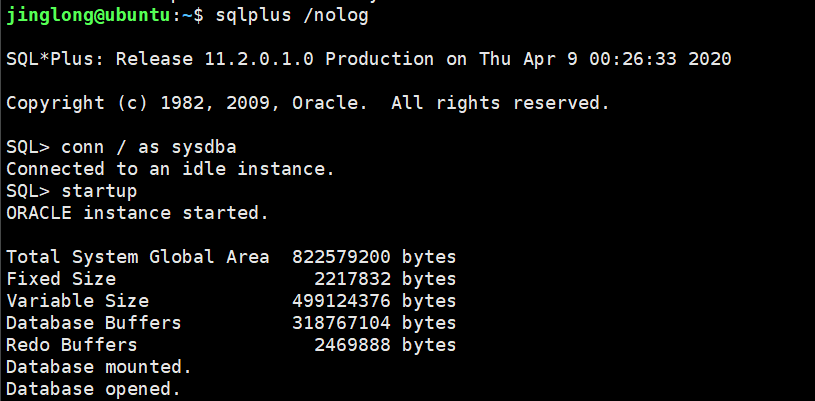 jinglong@ubuntu:~$ sqlplus /nolog
SQL*Plus: Release 11.2.0.1.0 Production on Thu Apr 9 00:26:33 2020
Copyright (c) 1982, 2009, Oracle.  All rights reserved.
SQL> conn / as sysdba
Connected to an idle instance.
SQL> startup
ORACLE instance started.
Total System Global Area  822579200 bytes
Fixed Size                  2217832 bytes
Variable Size             499124376 bytes
Database Buffers          318767104 bytes
Redo Buffers                2469888 bytes
Database mounted.
Database opened.